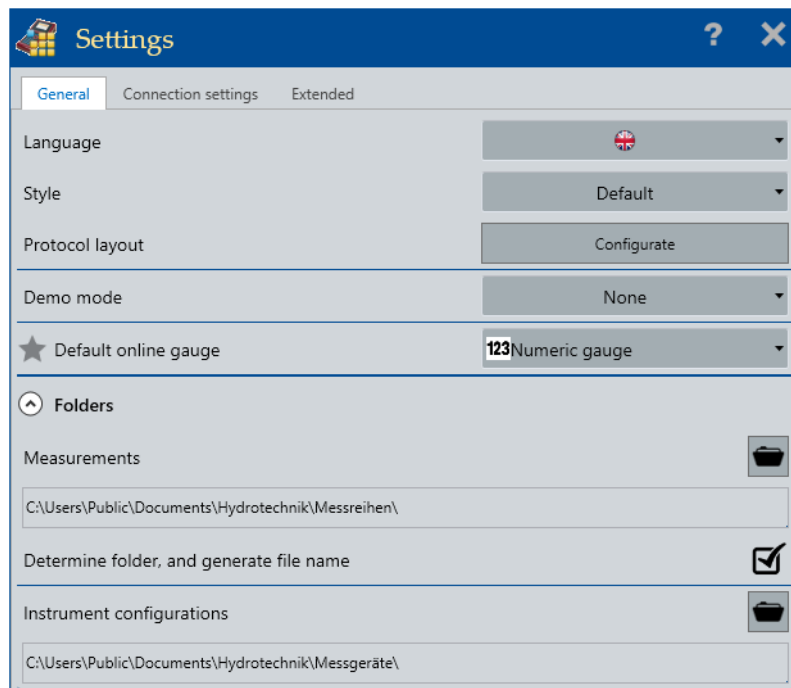 Settings
?
General Connection settings Extended
Language
Style Default
Protocol layout Configurate
Demo mode None
Default online gauge 123 Numeric gauge
Folders
Measurements
C:\Users\Public\Documents\Hydrotechnik\Messreihen\
Determine folder, and generate file name
Instrument configurations
C:\Users\Public\Documents\Hydrotechnik\Messgeräte\